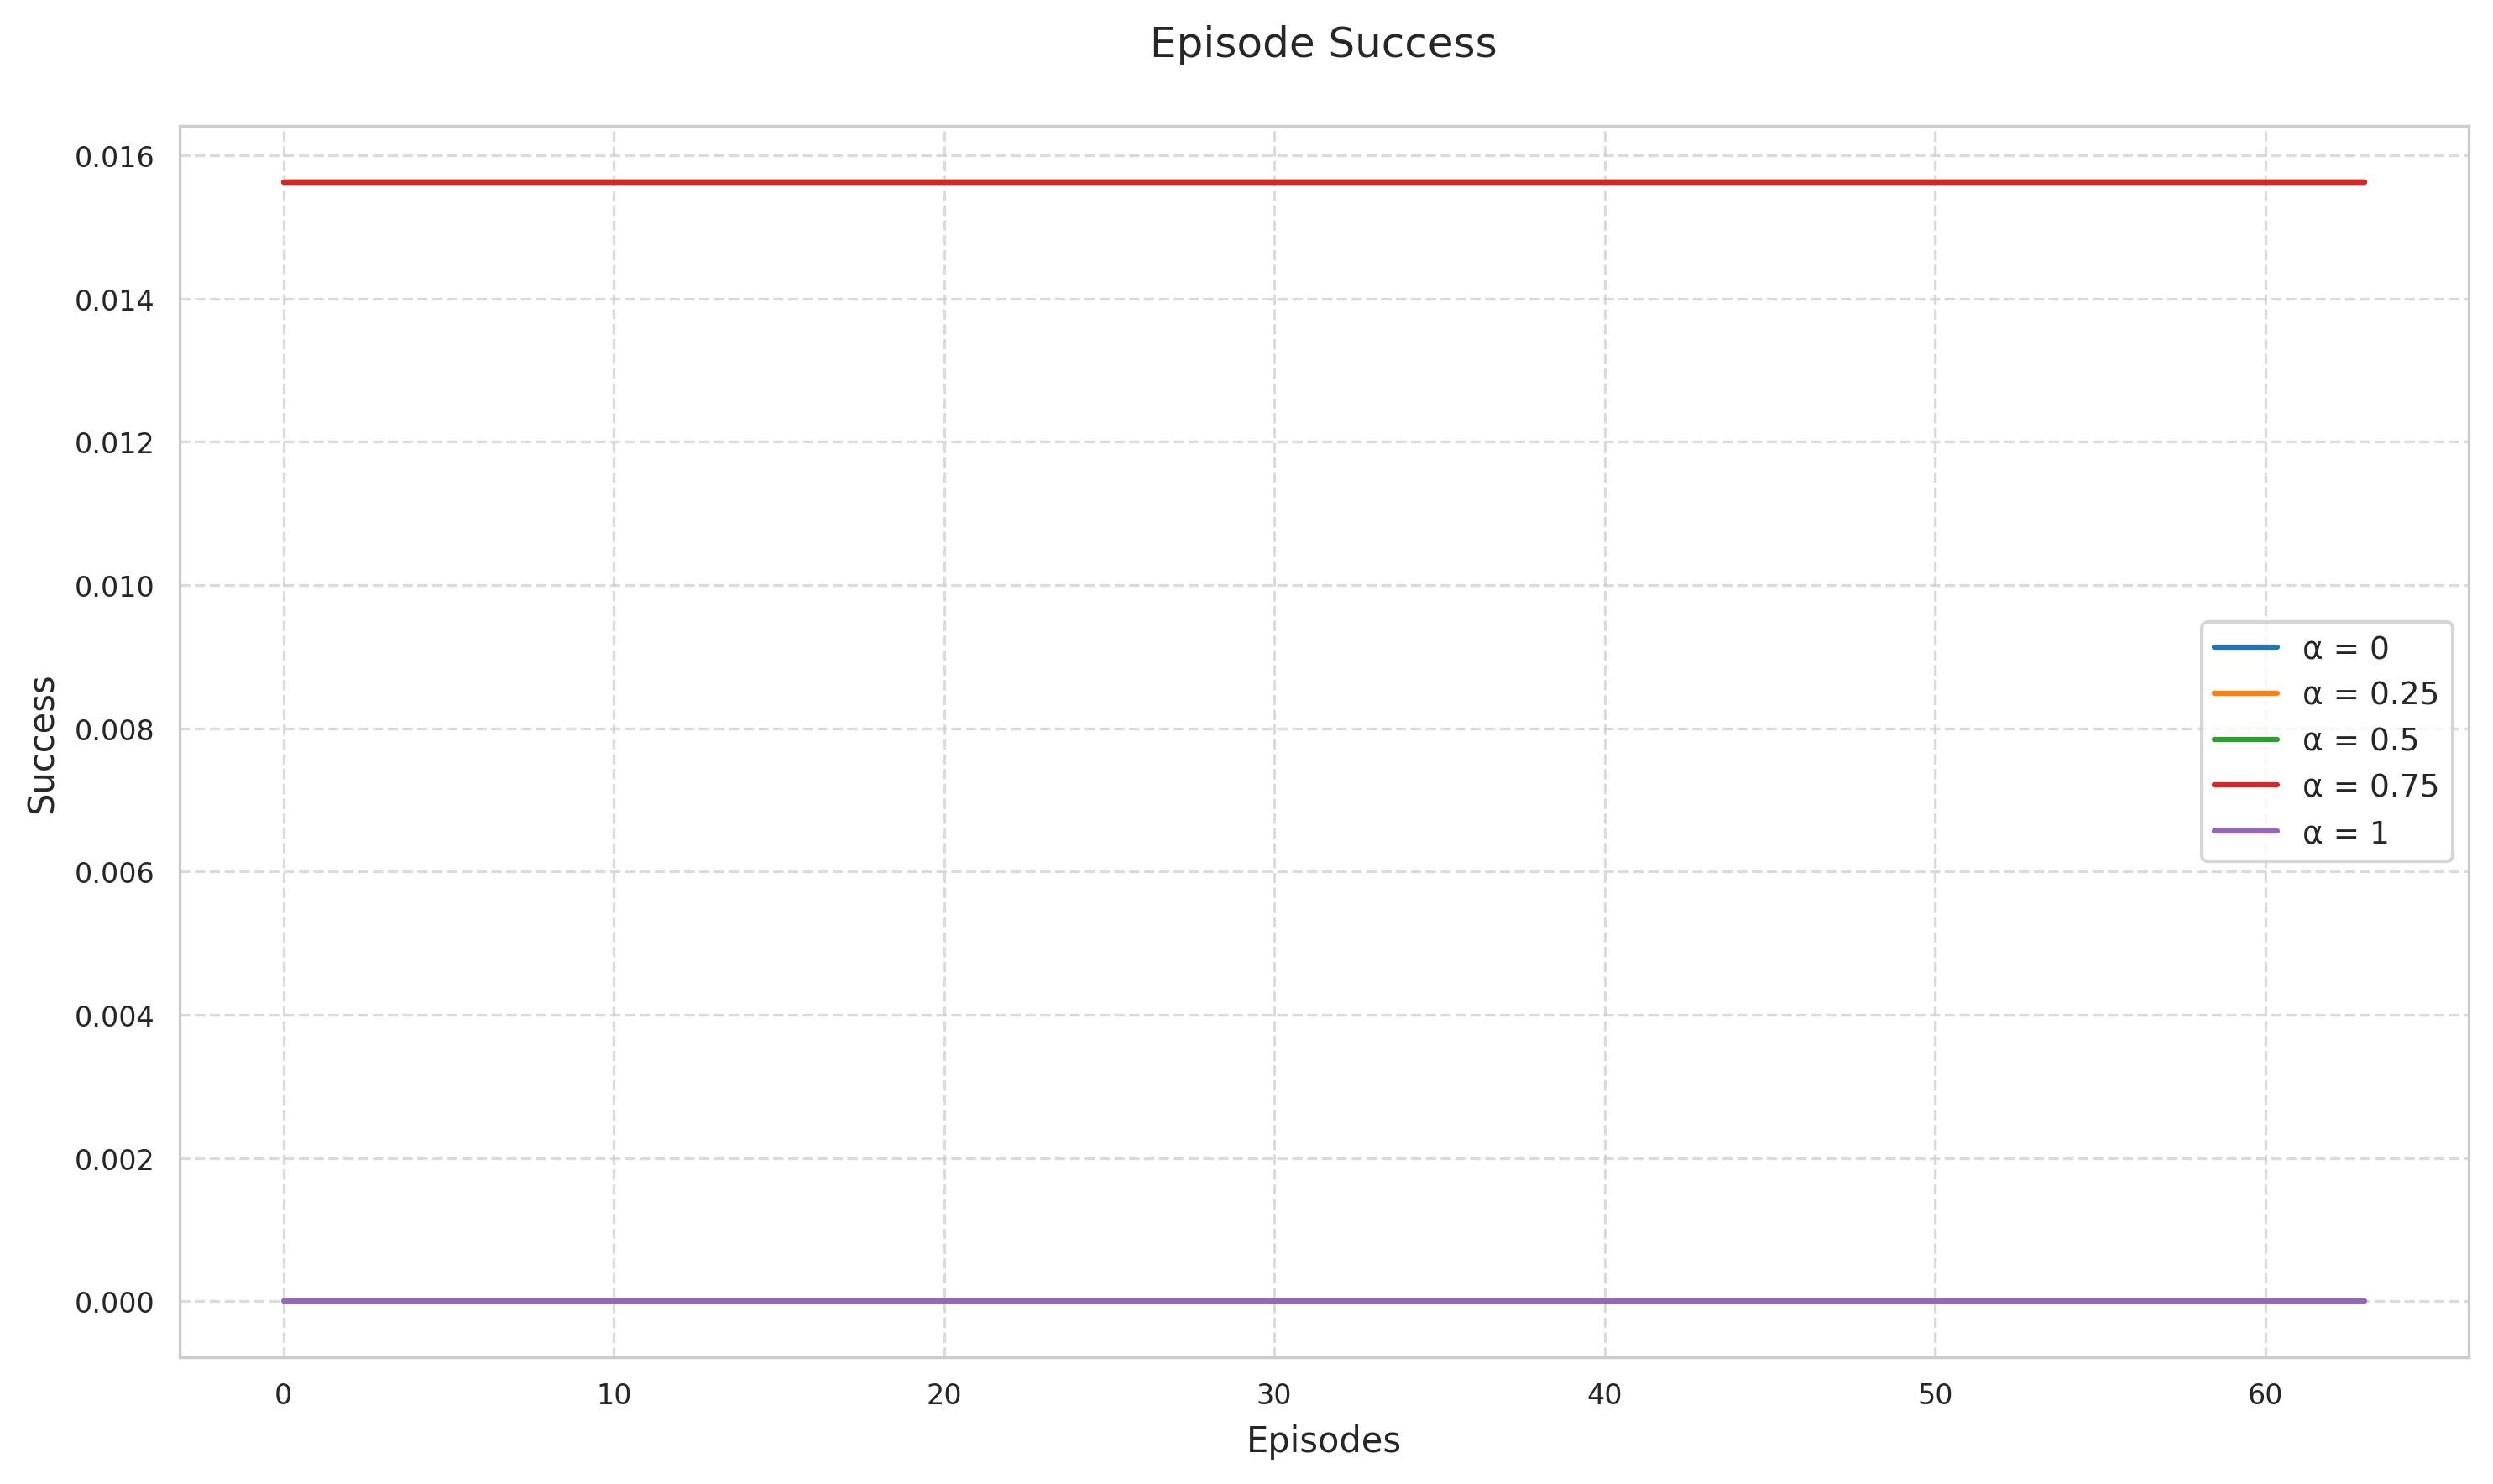 Episode Success
0.016
0.014
0.012
0.010
0.008
0.006
0.004
0.002
0.000
Success
α = 0
α = 0.25
α = 0.5
α = 0.75
α = 1
0 10 20 30 40 50 60
Episodes